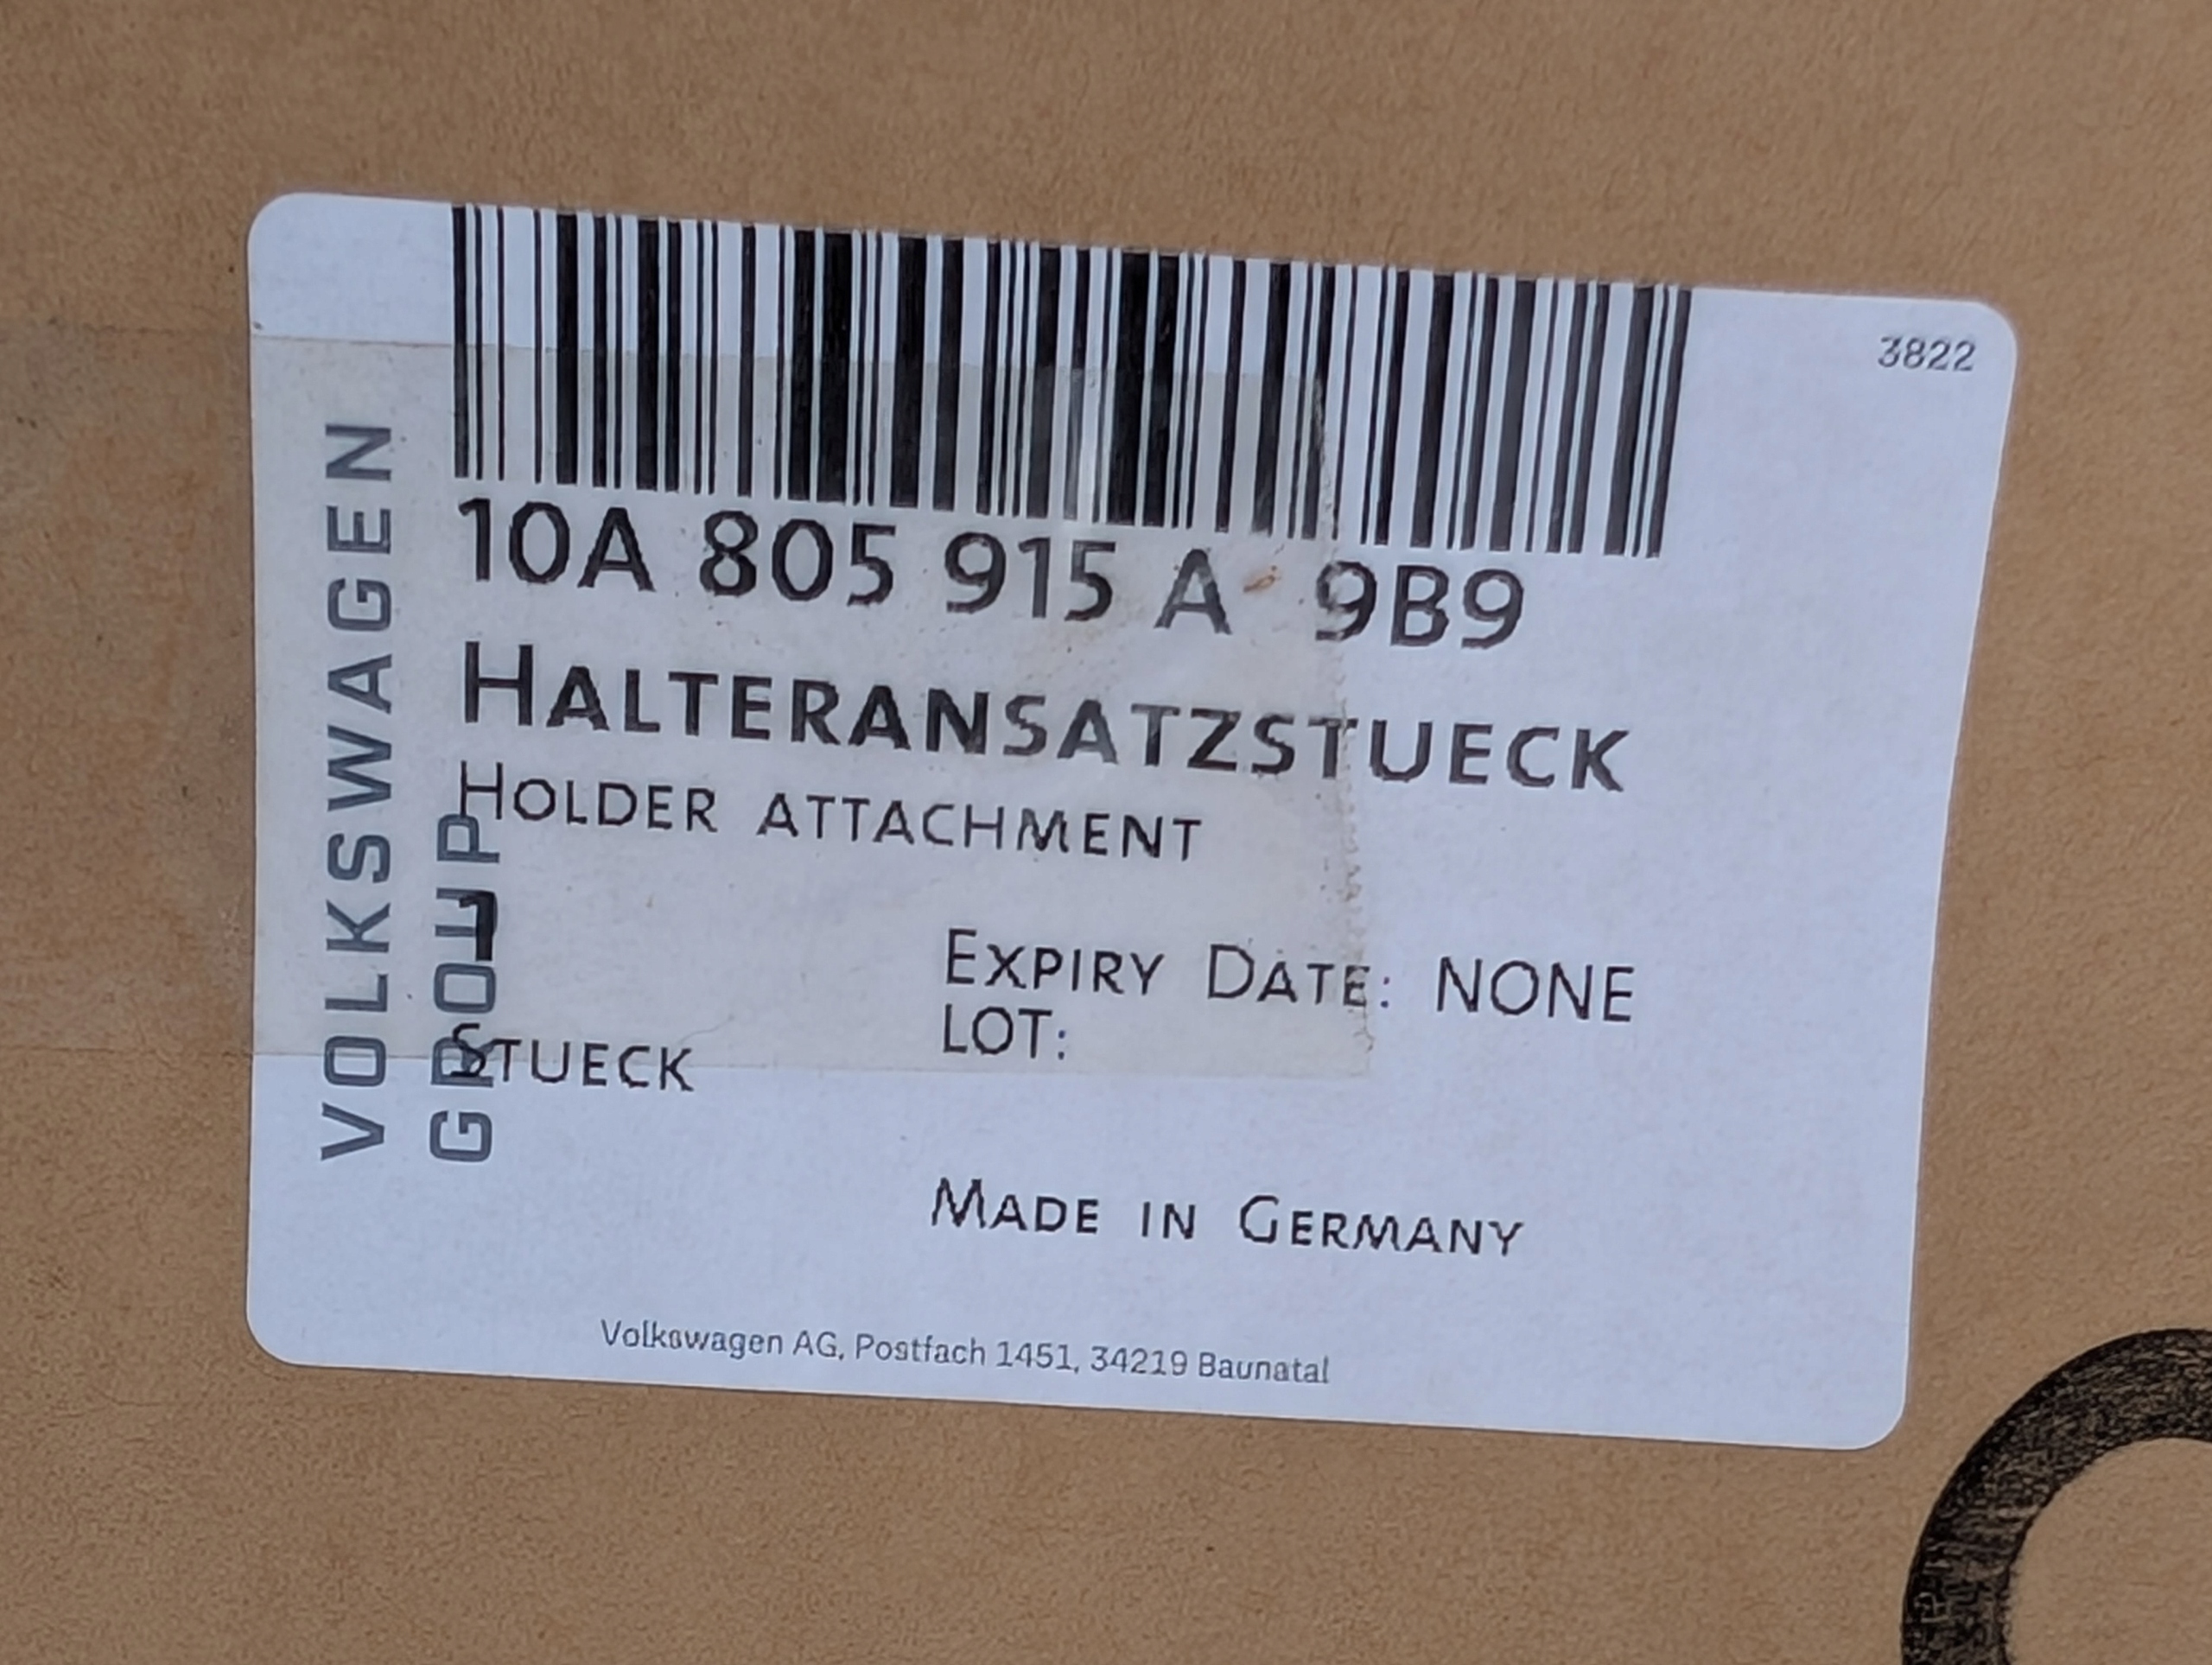 3822
10A 805 915 A 9B9
HALTERANSATZSTUECK
HOLDER ATTACHMENT
EXPIRY DATE: NONE
LOT:
STUECK
MADE IN GERMANY
VOLKSWAGEN
GROUP
Volkswagen AG, Postfach 1451, 34219 Baunatal